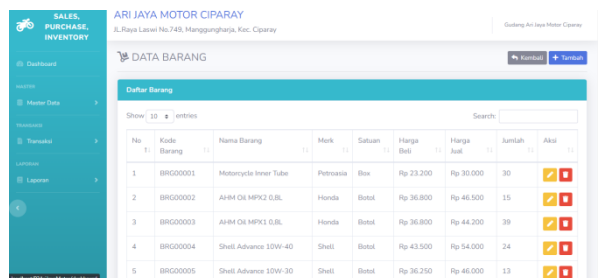 SALES,
PURCHASE,
INVENTORY
Dashboard
MASTER
Master Data
TRANSAKSI
Transaksi
LAPORAN
Laporan
ARI JAYA MOTOR CIPARAY
JL.Raya Laswi No.749, Manggungharja, Kec. Ciparay
Gudang Ari Jaya Motor Ciparay
DATA BARANG
Kembali
+ Tambah
Daftar Barang
Show 10 entries
Search:
No Kode Barang Nama Barang Merk Satuan Harga Beli Harga Jual Jumlah Aksi
1 BRG00001 Motorcycle Inner Tube Petroasia Box Rp 23.200 Rp 30.000 30
2 BRG00002 AHM Oil MPX2 0,8L Honda Botol Rp 36.800 Rp 46.500 15
3 BRG00003 AHM Oil MPX1 0,8L Honda Botol Rp 36.800 Rp 44.200 39
4 BRG00004 Shell Advance 10W-40 Shell Botol Rp 43.500 Rp 54.000 24
5 BRG00005 Shell Advance 10W-30 Shell Botol Rp 36.250 Rp 46.000 13